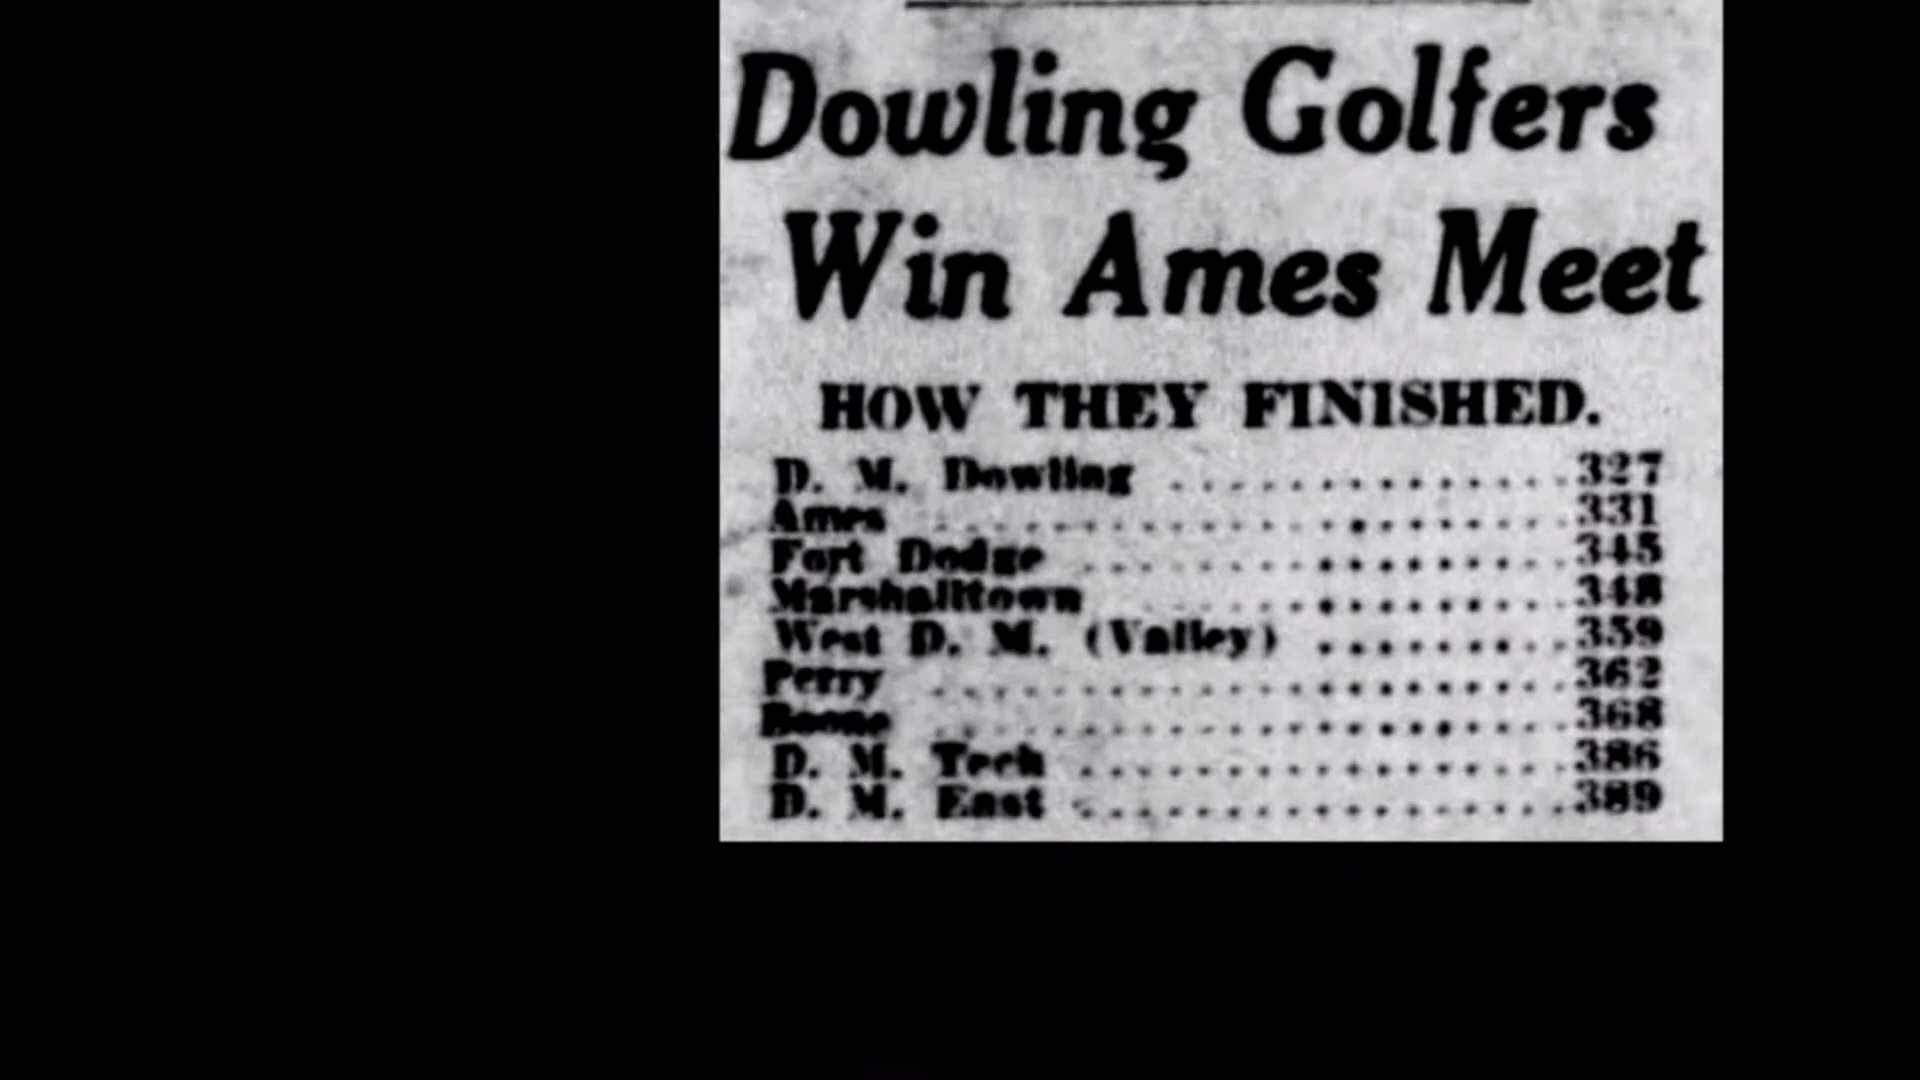 Dowling Golfers
Win Ames Meet
HOW THEY FINISHED.
D. M. Dowling ..............327
Ames ......................331
Fort Dodge .................345
Marshalltown ...............348
West D. M. (Valley) .........359
Perry ......................362
Boone ......................368
D. M. Tech .................386
D. M. East .................389